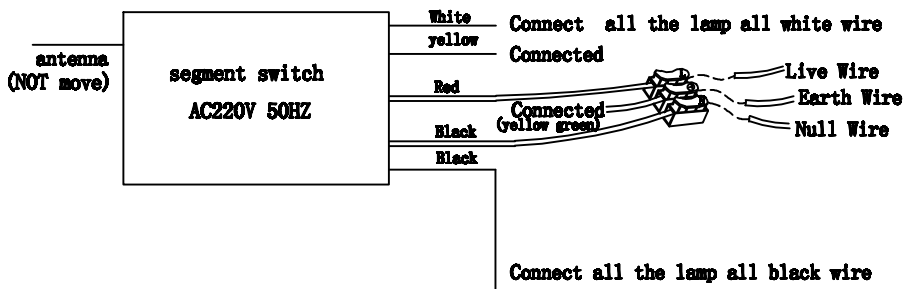 White
Connect all the lamp all white wire
yellow
Connected
antenna
(NOT move)
segment switch
AC220V 50HZ
Red
Live Wire
Connected
(yellow green)
Earth Wire
Black
Null Wire
Black
Connect all the lamp all black wire